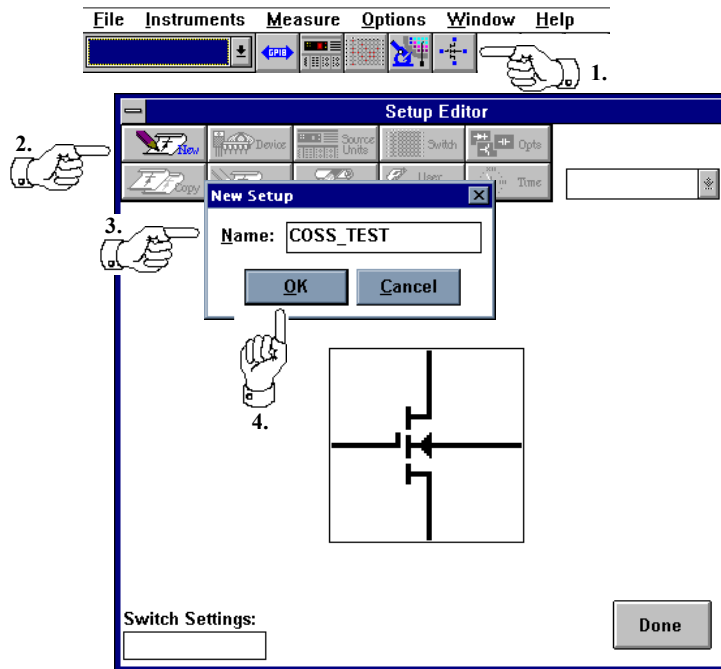 File Instruments Measure Options Window Help
GPIB
1.
Setup Editor
2.
New Device Source Units Switch Opts
Copy User Time
New Setup
3.
Name: COSS_TEST
OK Cancel
4.
Switch Settings:
Done